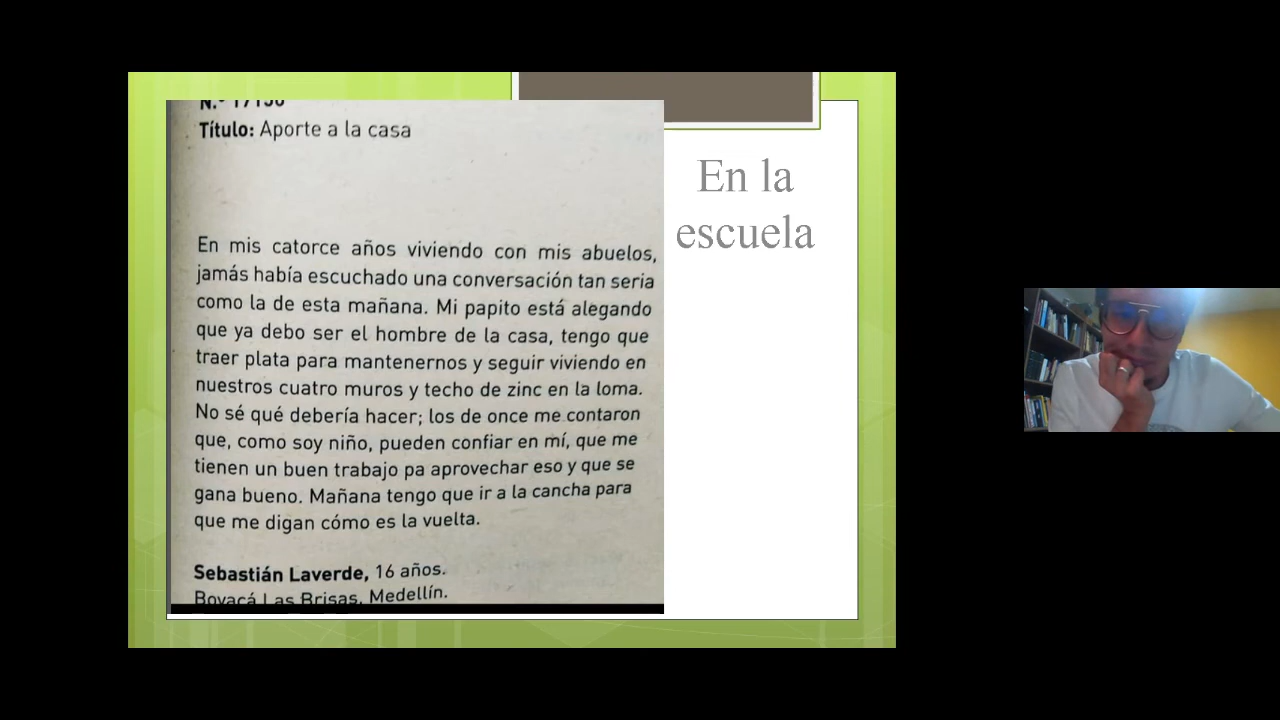 N.º 17150
Título: Aporte a la casa
En mis catorce años viviendo con mis abuelos,
jamás había escuchado una conversación tan seria
como la de esta mañana. Mi papito está alegando
que ya debo ser el hombre de la casa, tengo que
traer plata para mantenernos y seguir viviendo en
nuestros cuatro muros y techo de zinc en la loma.
No sé qué debería hacer; los de once me contaron
que, como soy niño, pueden confiar en mí, que me
tienen un buen trabajo pa aprovechar eso y que se
gana bueno. Mañana tengo que ir a la cancha para
que me digan cómo es la vuelta.
Sebastián Laverde, 16 años.
Boyacá Las Brisas, Medellín.
En la
escuela